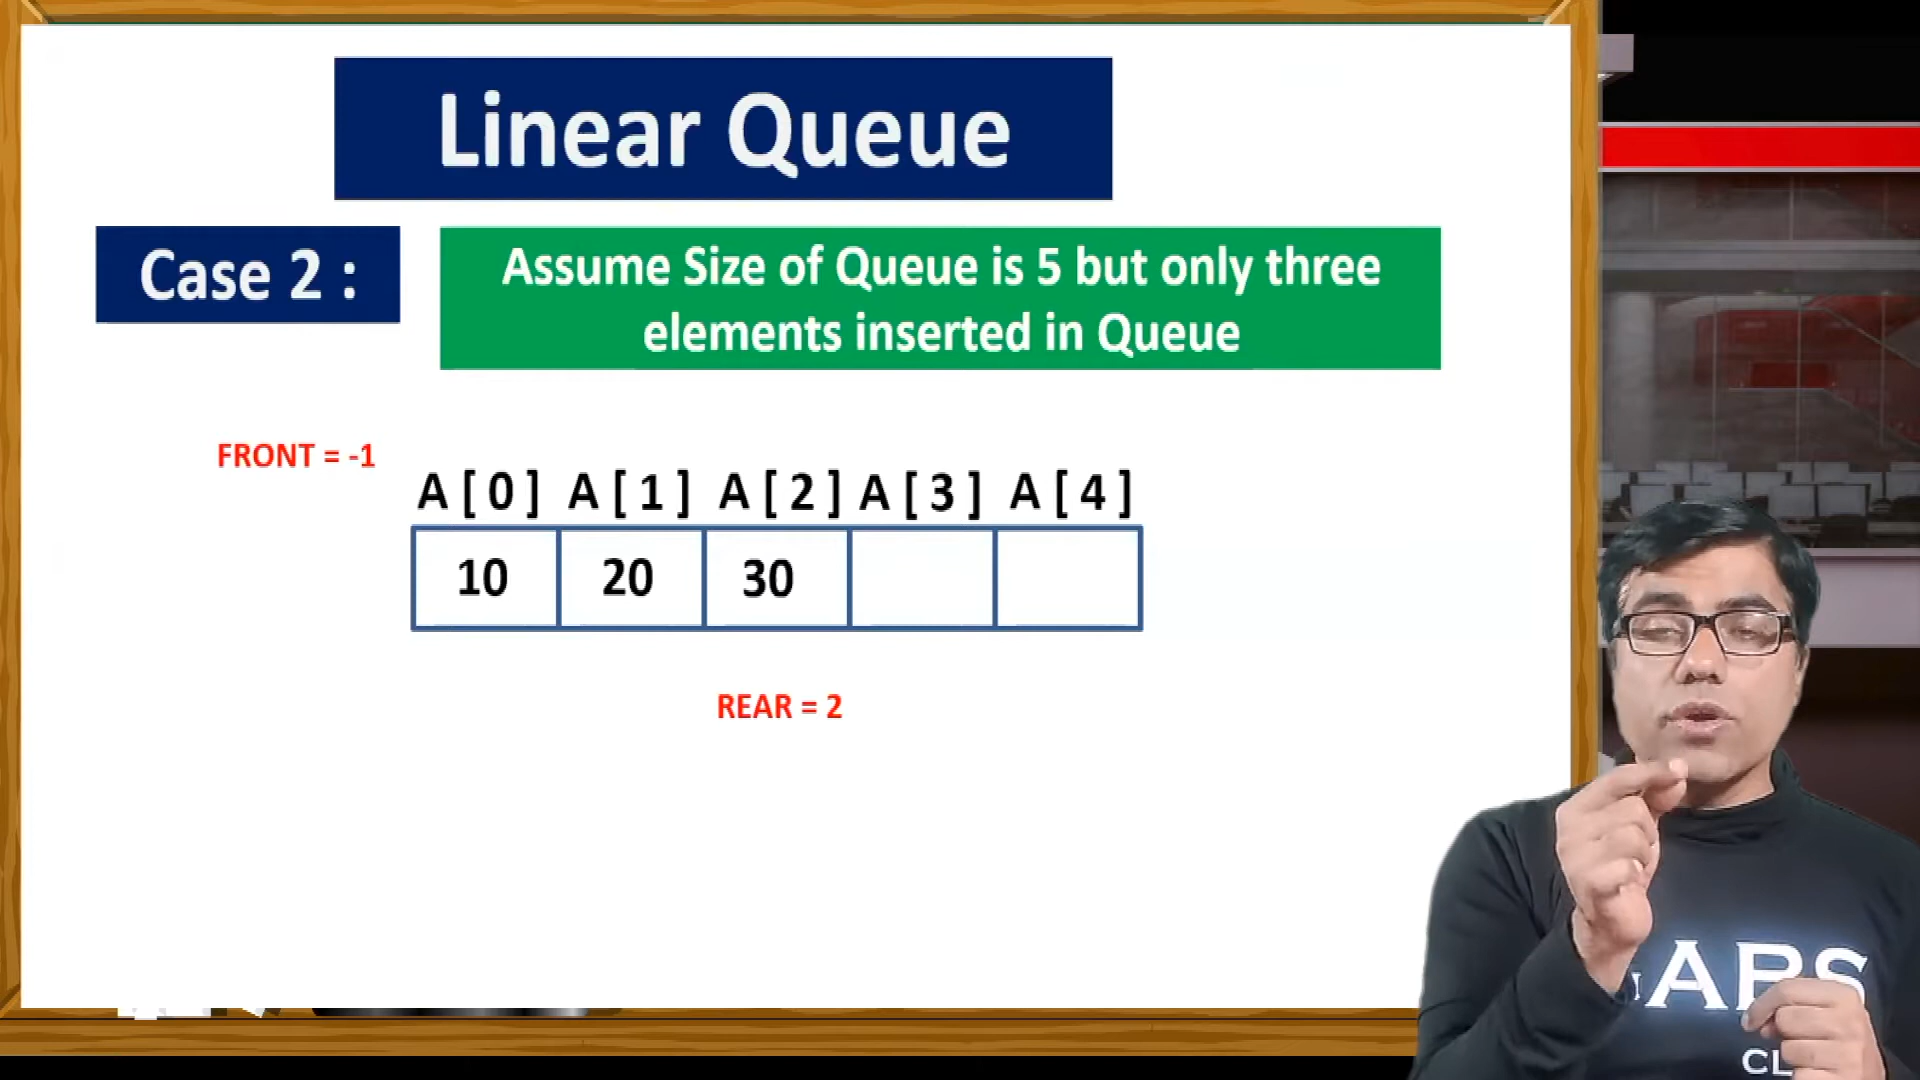 Linear Queue
Case 2 :
Assume Size of Queue is 5 but only three
elements inserted in Queue
FRONT = -1
A [ 0 ] A [ 1 ] A [ 2 ] A [ 3 ] A [ 4 ]
10 20 30
REAR = 2